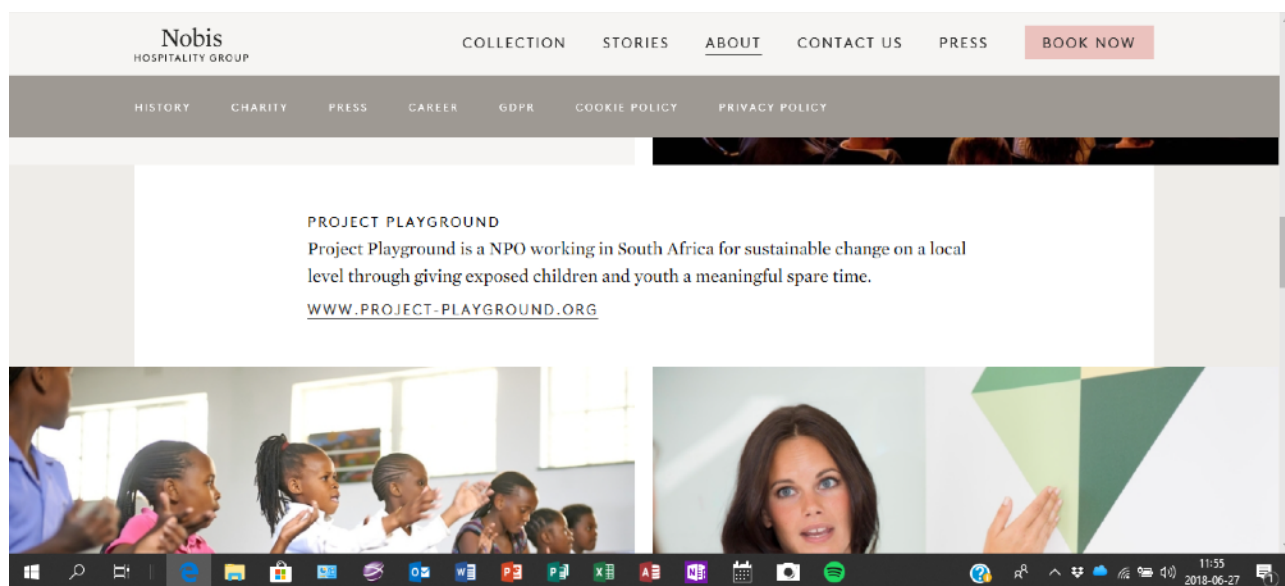 Nobis
HOSPITALITY GROUP
COLLECTION STORIES ABOUT CONTACT US PRESS BOOK NOW
HISTORY CHARITY PRESS CAREER GDPR COOKIE POLICY PRIVACY POLICY
PROJECT PLAYGROUND
Project Playground is a NPO working in South Africa for sustainable change on a local
level through giving exposed children and youth a meaningful spare time.
WWW.PROJECT-PLAYGROUND.ORG
11:55
2018-06-27